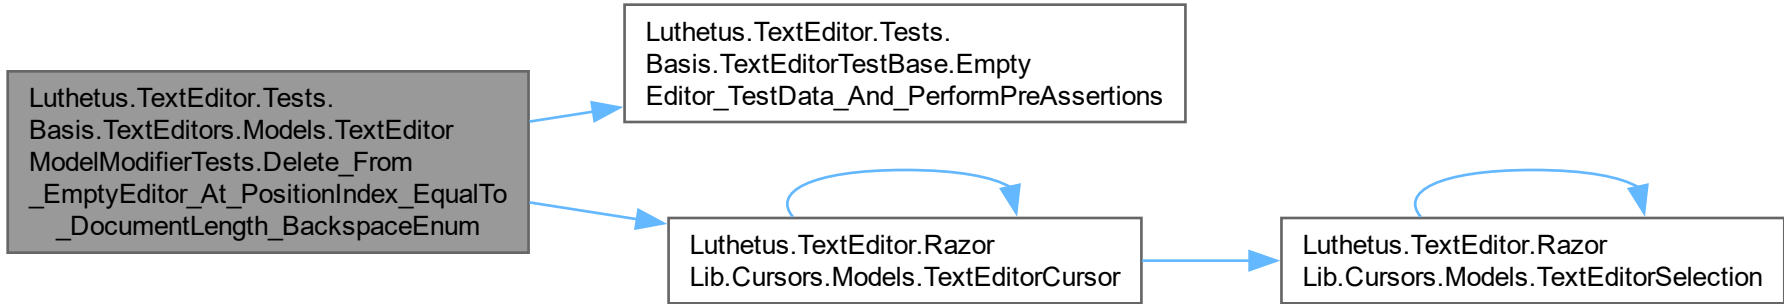 Luthetus.TextEditor.Tests.
Basis.TextEditors.Models.TextEditor
ModelModifierTests.Delete_From
_EmptyEditor_At_PositionIndex_EqualTo
_DocumentLength_BackspaceEnum
Luthetus.TextEditor.Tests.
Basis.TextEditorTestBase.Empty
Editor_TestData_And_PerformPreAssertions
Luthetus.TextEditor.Razor
Lib.Cursors.Models.TextEditorCursor
Luthetus.TextEditor.Razor
Lib.Cursors.Models.TextEditorSelection